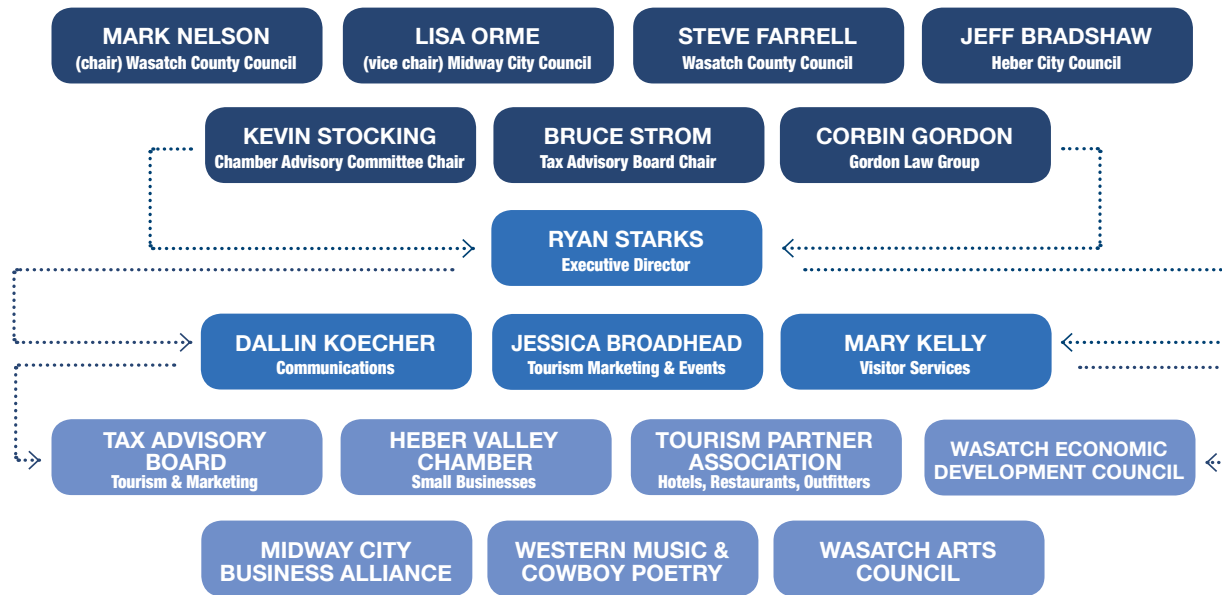 MARK NELSON
(chair) Wasatch County Council
LISA ORME
(vice chair) Midway City Council
STEVE FARRELL
Wasatch County Council
JEFF BRADSHAW
Heber City Council
KEVIN STOCKING
Chamber Advisory Committee Chair
BRUCE STROM
Tax Advisory Board Chair
CORBIN GORDON
Gordon Law Group
RYAN STARKS
Executive Director
DALLIN KOECHER
Communications
JESSICA BROADHEAD
Tourism Marketing & Events
MARY KELLY
Visitor Services
TAX ADVISORY
BOARD
Tourism & Marketing
HEBER VALLEY
CHAMBER
Small Businesses
TOURISM PARTNER
ASSOCIATION
Hotels, Restaurants, Outfitters
WASATCH ECONOMIC
DEVELOPMENT COUNCIL
MIDWAY CITY
BUSINESS ALLIANCE
WESTERN MUSIC &
COWBOY POETRY
WASATCH ARTS
COUNCIL